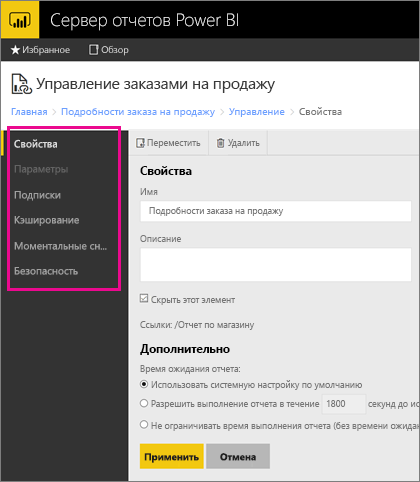 Сервер отчетов Power BI
Избранное Обзор
Управление заказами на продажу
Главная > Подробности заказа на продажу > Управление > Свойства
Свойства
Параметры
Подписки
Кэширование
Моментальные сн...
Безопасность
Переместить Удалить
Свойства
Имя
Подробности заказа на продажу
Описание
Скрыть этот элемент
Ссылки: /Отчет по магазину
Дополнительно
Время ожидания отчета:
Использовать системную настройку по умолчанию
Разрешить выполнение отчета в течение 1800 секунд до ис
Не ограничивать время выполнения отчета (без времени ожидан
Применить Отмена